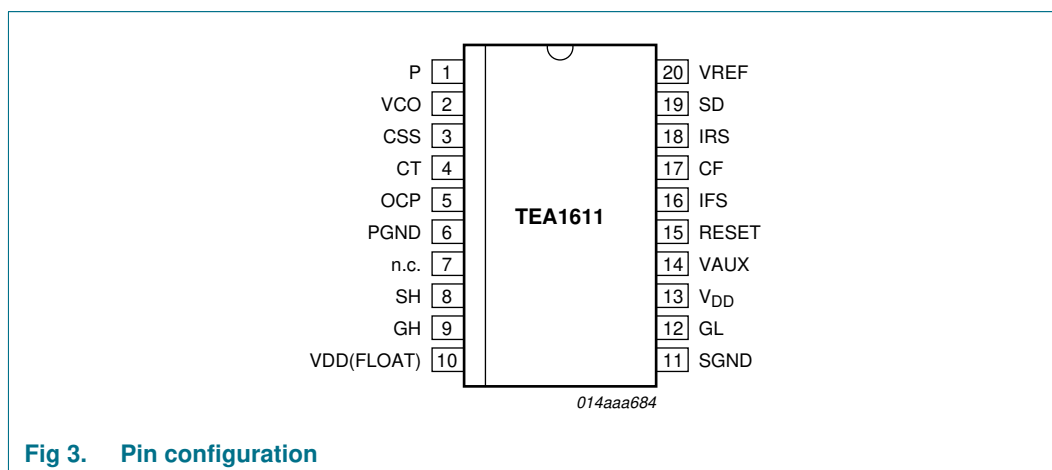 P 1
VCO 2
CSS 3
CT 4
OCP 5
PGND 6
n.c. 7
SH 8
GH 9
VDD(FLOAT) 10
TEA1611
20 VREF
19 SD
18 IRS
17 CF
16 IFS
15 RESET
14 VAUX
13 VDD
12 GL
11 SGND
014aaa684
Fig 3. Pin configuration